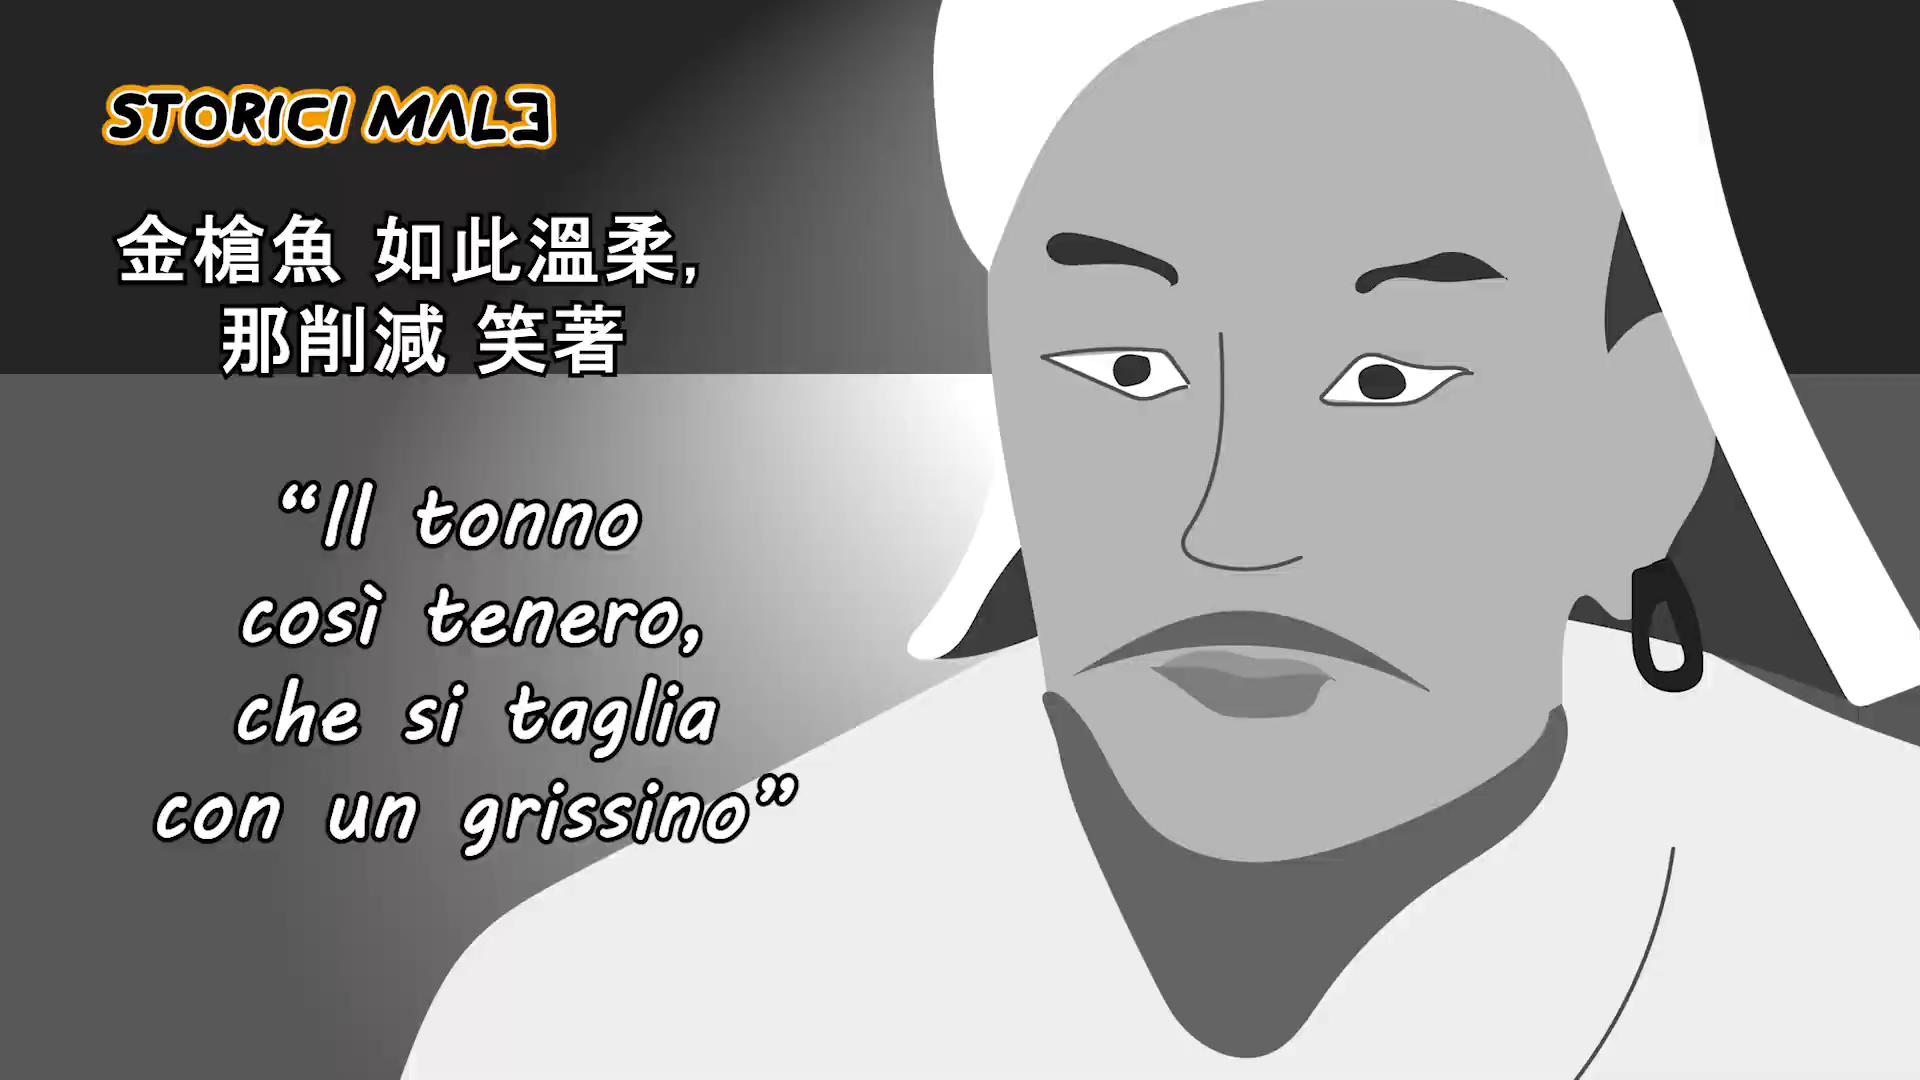 STORICI MALE
金槍魚 如此溫柔,
那削減 笑著
“Il tonno
così tenero,
che si taglia
con un grissino”